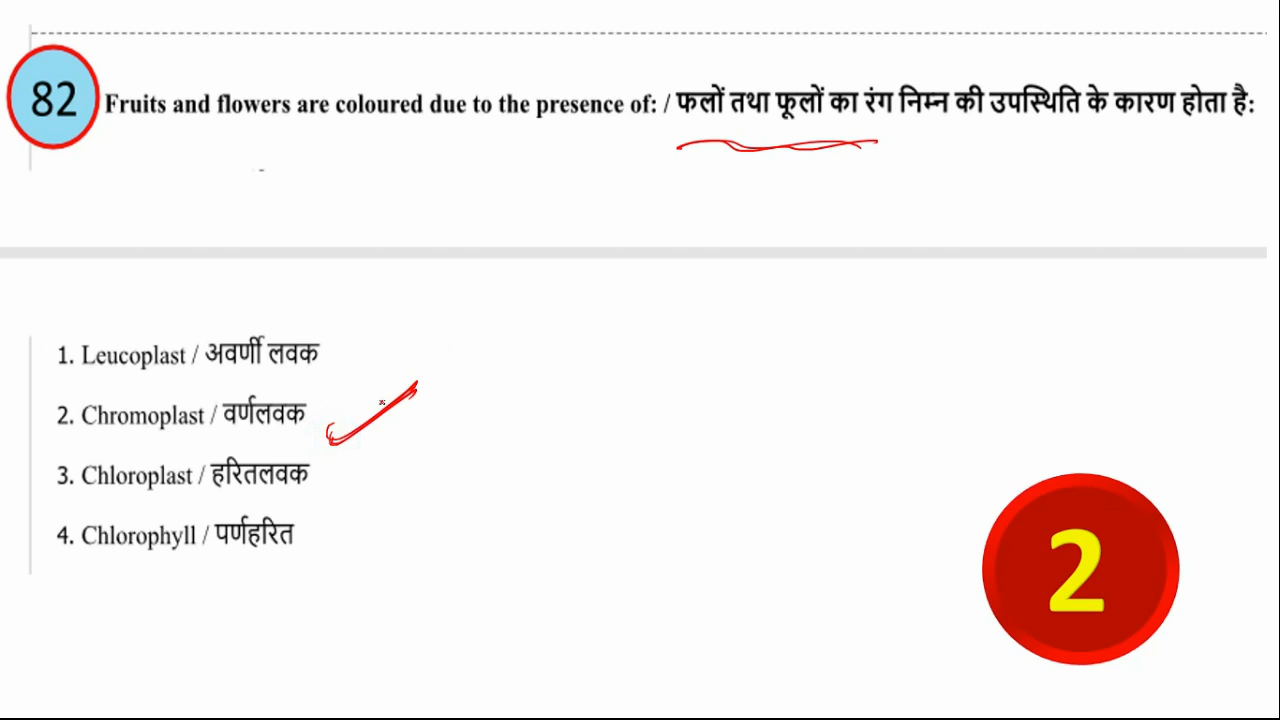 82
Fruits and flowers are coloured due to the presence of: / फलों तथा फूलों का रंग निम्न की उपस्थिति के कारण होता है:
1. Leucoplast / अवर्णी लवक
2. Chromoplast / वर्णलवक
3. Chloroplast / हरितलवक
4. Chlorophyll / पर्णहरित
2